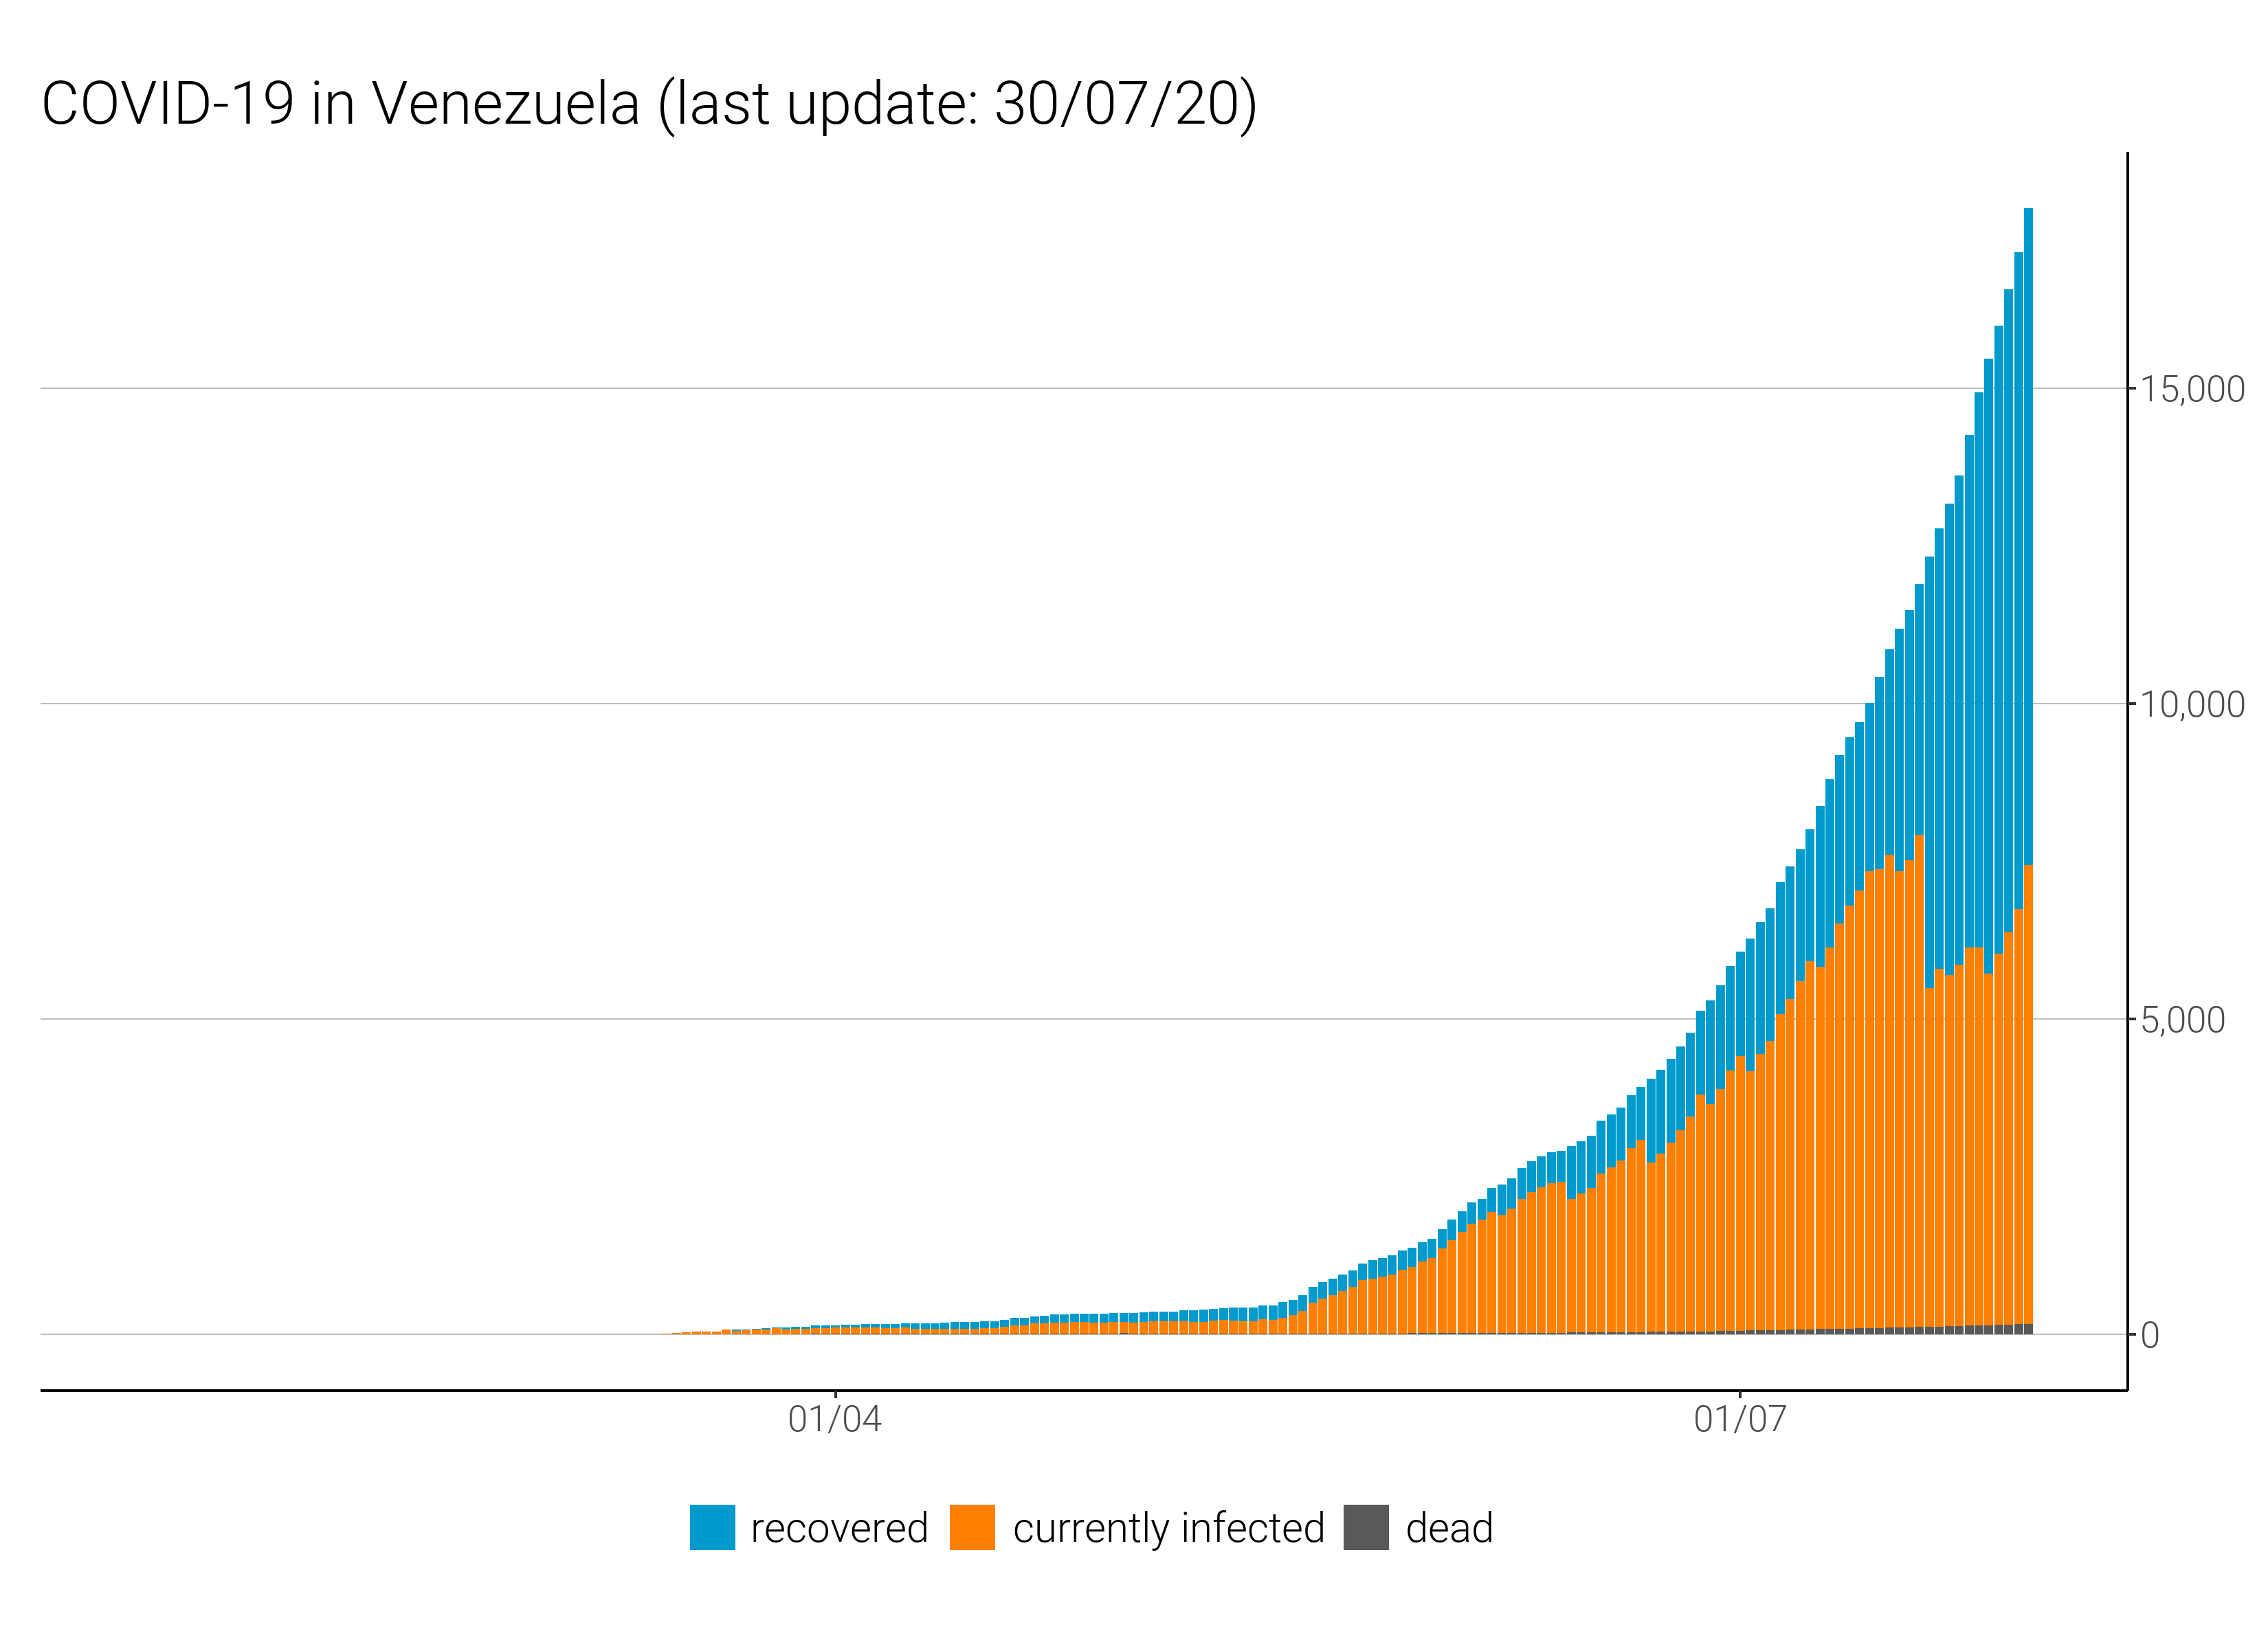 COVID-19 in Venezuela (last update: 30/07/20)
15,000
10,000
5,000
0
01/04 01/07
recovered currently infected dead